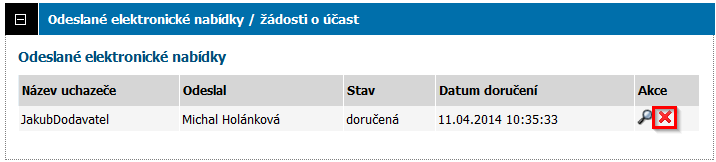 Odeslané elektronické nabídky / žádosti o účast
Odeslané elektronické nabídky
Název uchazeče Odeslal Stav Datum doručení Akce
JakubDodavatel Michal Holánková doručená 11.04.2014 10:35:33